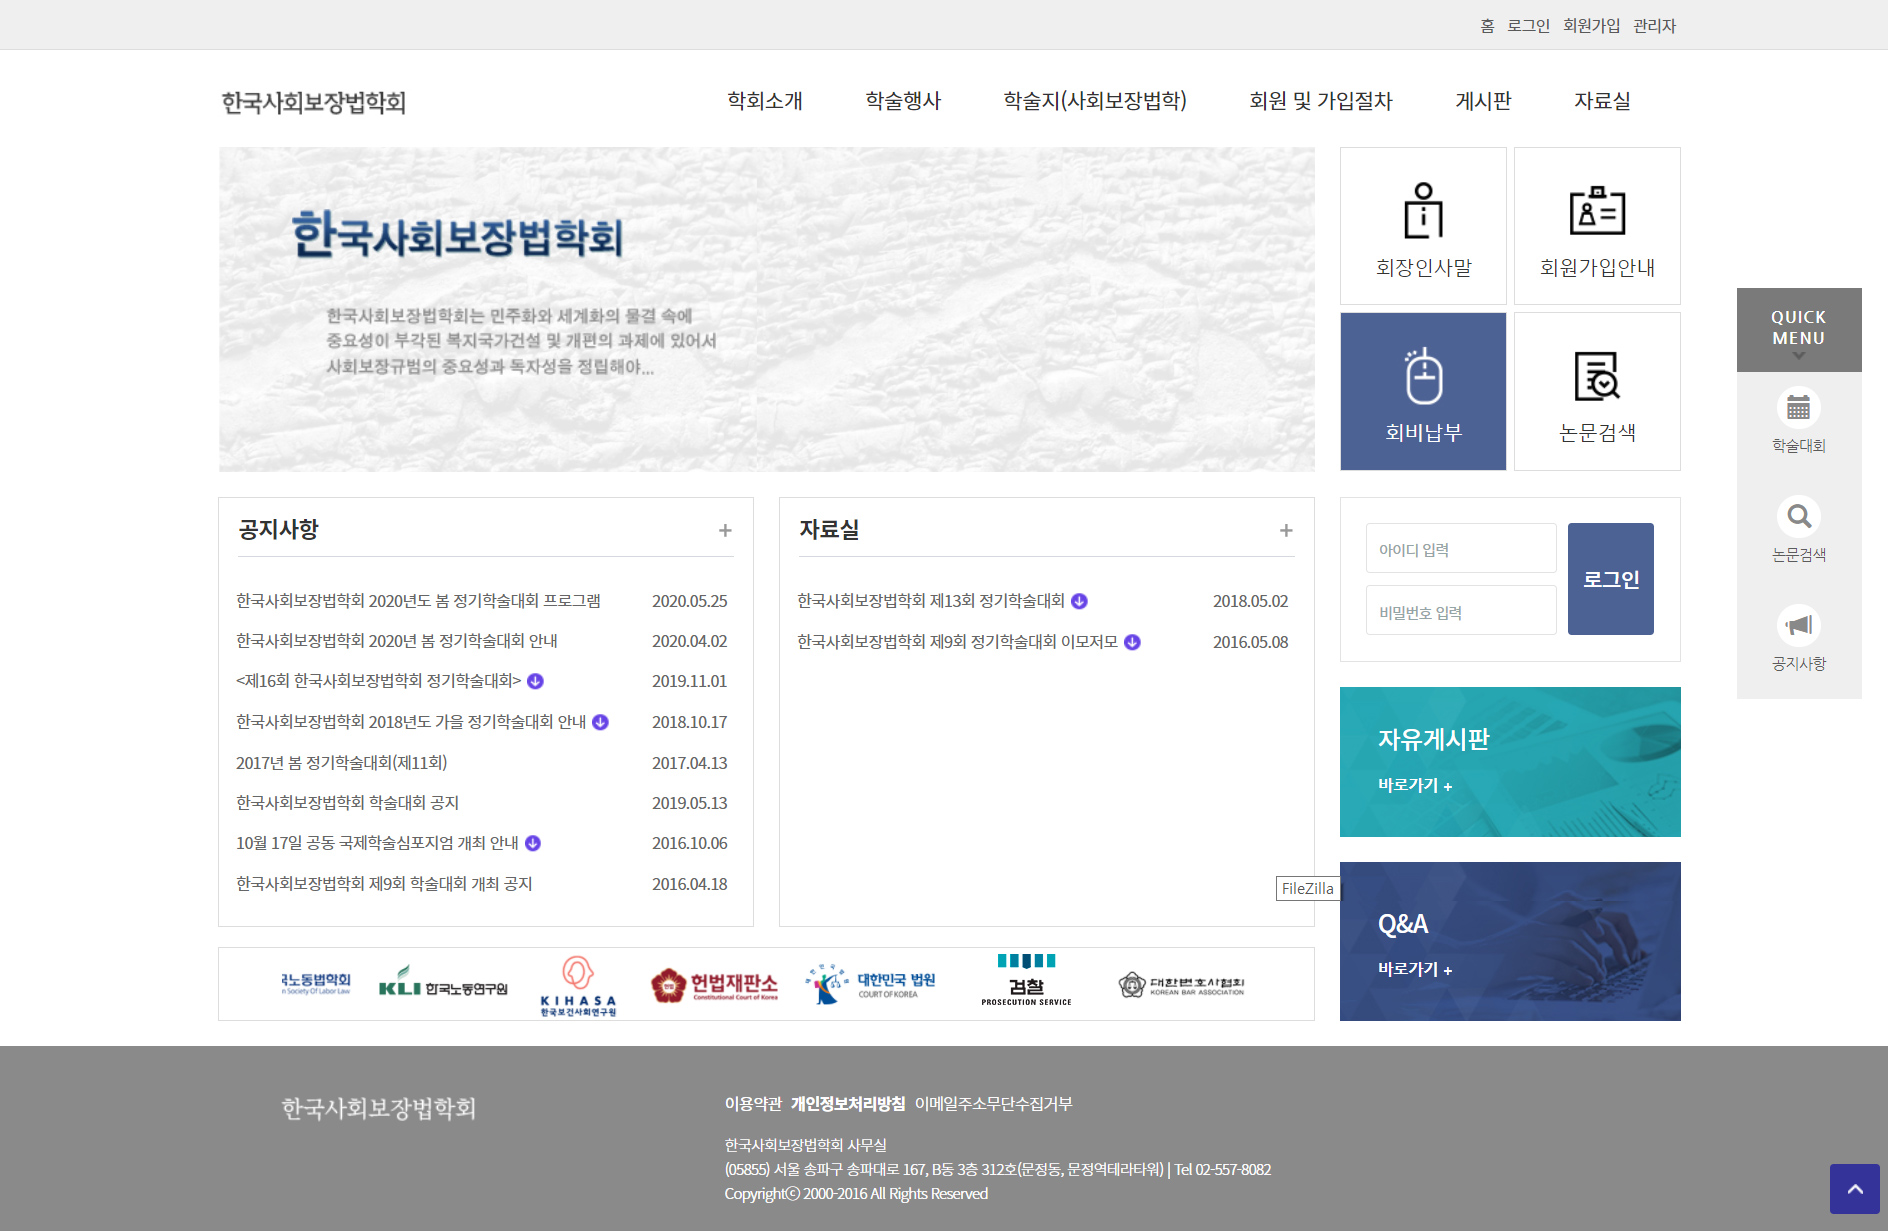 홈 로그인 회원가입 관리자
한국사회보장법학회
학회소개 학술행사 학술지(사회보장법학) 회원 및 가입절차 게시판 자료실
한국사회보장법학회
한국사회보장법학회는 민주화와 세계화의 물결 속에
중요성이 부각된 복지국가건설 및 개편의 과제에 있어서
사회보장규범의 중요성과 독자성을 정립해야...
회장인사말
회원가입안내
회비납부
논문검색
QUICK
MENU
학술대회
논문검색
공지사항
공지사항 +
한국사회보장법학회 2020년도 봄 정기학술대회 프로그램 2020.05.25
한국사회보장법학회 2020년 봄 정기학술대회 안내 2020.04.02
<제16회 한국사회보장법학회 정기학술대회> 2019.11.01
한국사회보장법학회 2018년도 가을 정기학술대회 안내 2018.10.17
2017년 봄 정기학술대회(제11회) 2017.04.13
한국사회보장법학회 학술대회 공지 2019.05.13
10월 17일 공동 국제학술심포지엄 개최 안내 2016.10.06
한국사회보장법학회 제9회 학술대회 개최 공지 2016.04.18
자료실 +
한국사회보장법학회 제13회 정기학술대회 2018.05.02
한국사회보장법학회 제9회 정기학술대회 이모저모 2016.05.08
아이디 입력
비밀번호 입력
로그인
자유게시판
바로가기 +
FileZilla
Q&A
바로가기 +
노동법학회
Society Of Labor Law
KLI 한국노동연구원
KIHASA
한국보건사회연구원
헌법재판소
Constitutional Court of Korea
대한민국 법원
COURT OF KOREA
검찰
PROSECUTION SERVICE
대한변호사협회
KOREAN BAR ASSOCIATION
한국사회보장법학회
이용약관 개인정보처리방침 이메일주소무단수집거부
한국사회보장법학회 사무실
(05855) 서울 송파구 송파대로 167, B동 3층 312호(문정동, 문정역테라타워) | Tel 02-557-8082
Copyrightⓒ 2000-2016 All Rights Reserved